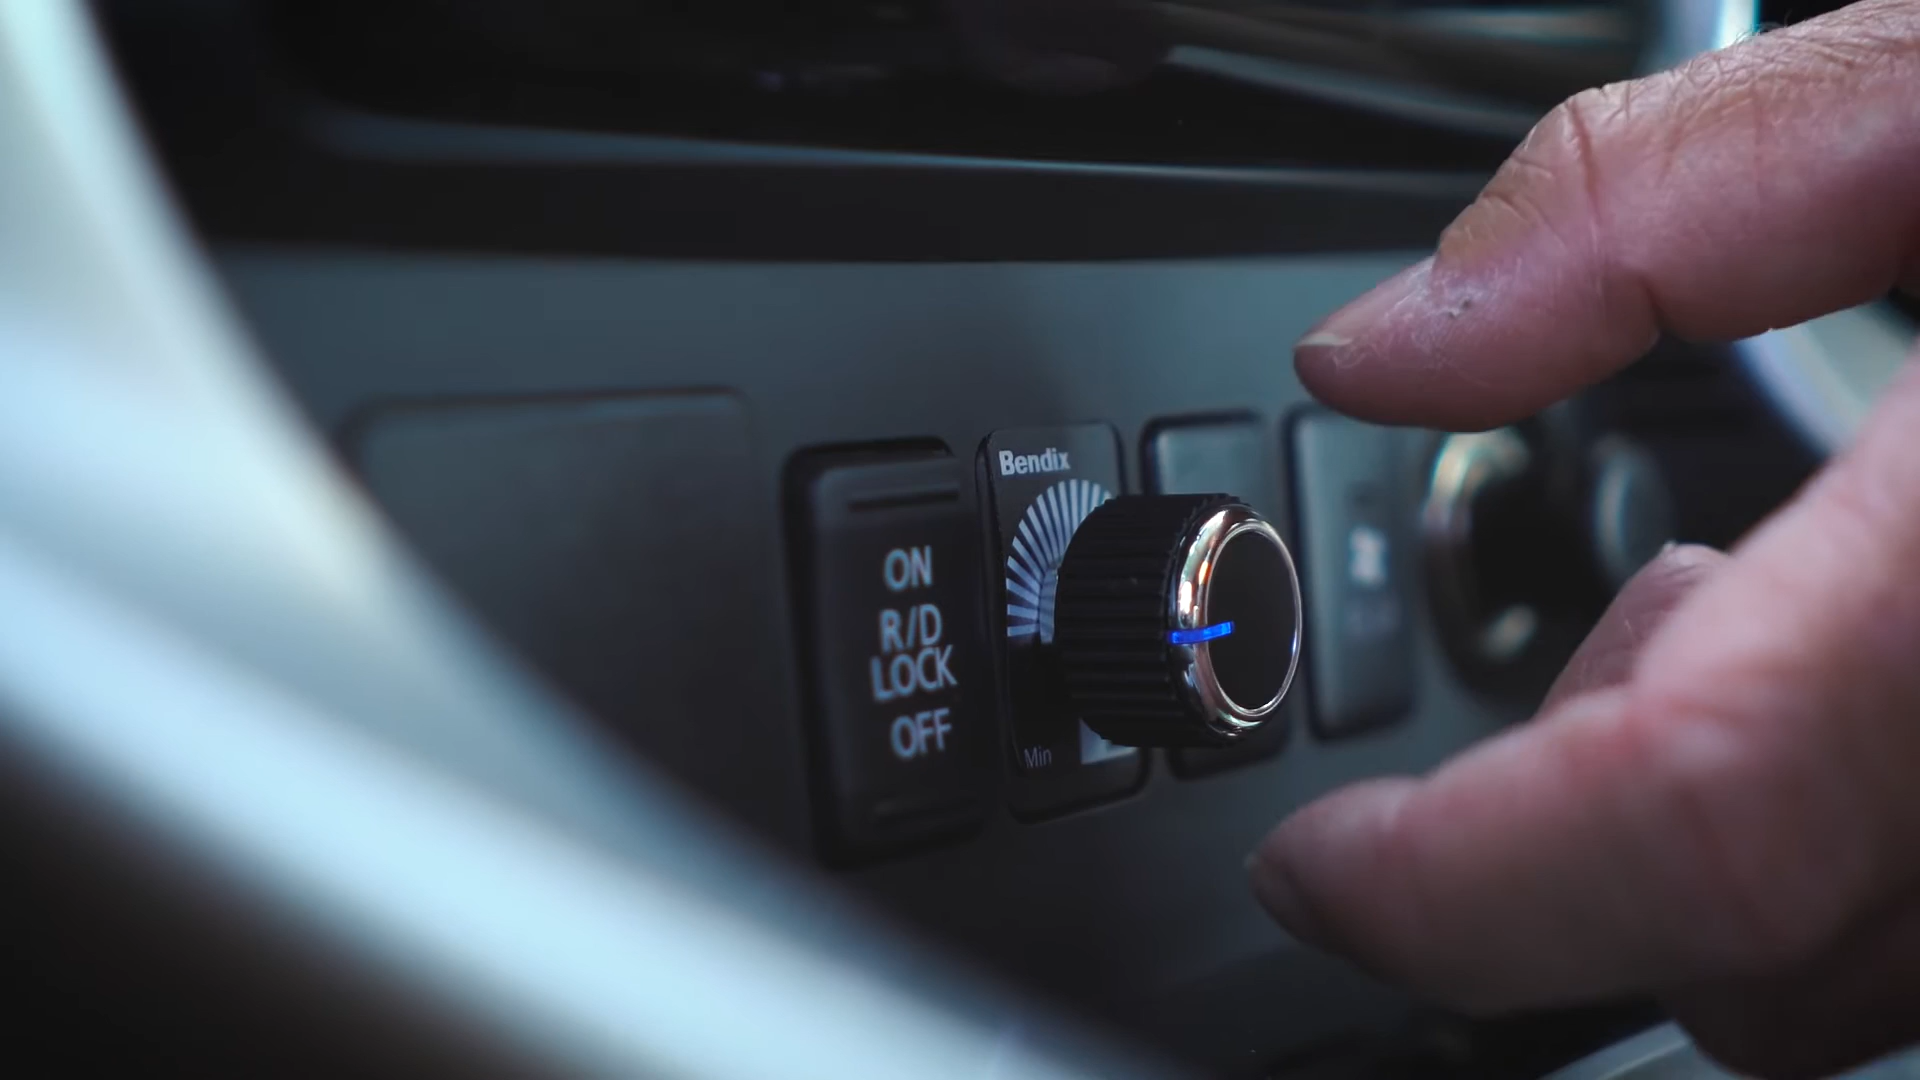 Bendix
ON
R/D
LOCK
OFF
Min